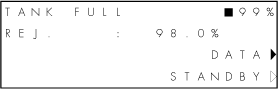 TANK FULL ■99%
REJ. : 98.0%
DATA ▶
STANDBY ▷